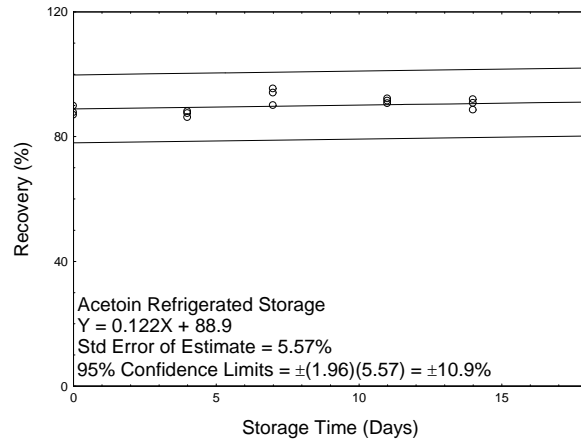 120
80
40
0
Recovery (%)
Acetoin Refrigerated Storage
Y = 0.122X + 88.9
Std Error of Estimate = 5.57%
95% Confidence Limits = ±(1.96)(5.57) = ±10.9%
0 5 10 15
Storage Time (Days)